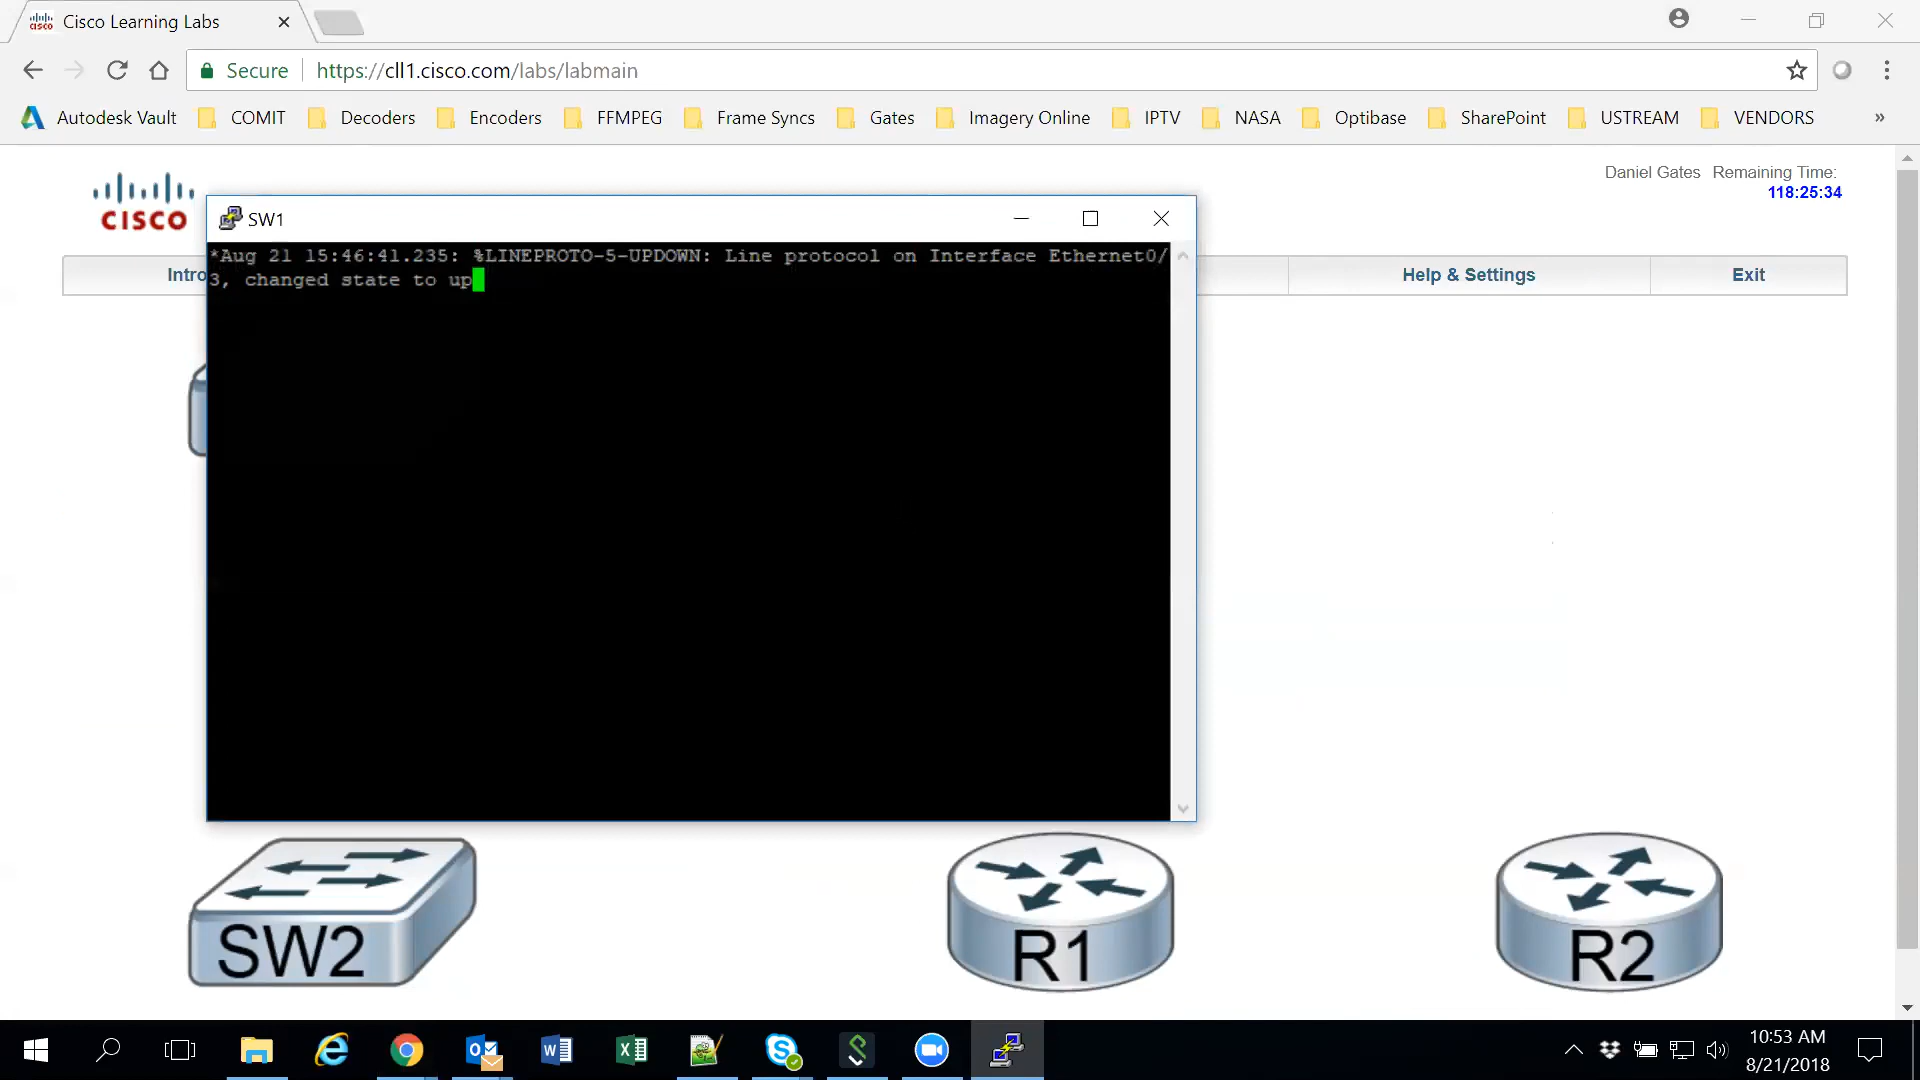 Cisco Learning Labs
Secure
https://cll1.cisco.com/labs/labmain
Autodesk Vault
COMIT
Decoders
Encoders
FFMPEG
Frame Syncs
Gates
Imagery Online
IPTV
NASA
Optibase
SharePoint
USTREAM
VENDORS
»
CISCO
Daniel Gates Remaining Time:
118:25:34
SW1
Intro
Help & Settings
Exit
*Aug 21 15:46:41.235: %LINEPROTO-5-UPDOWN: Line protocol on Interface Ethernet0/
3, changed state to up
SW2
R1
R2
10:53 AM
8/21/2018